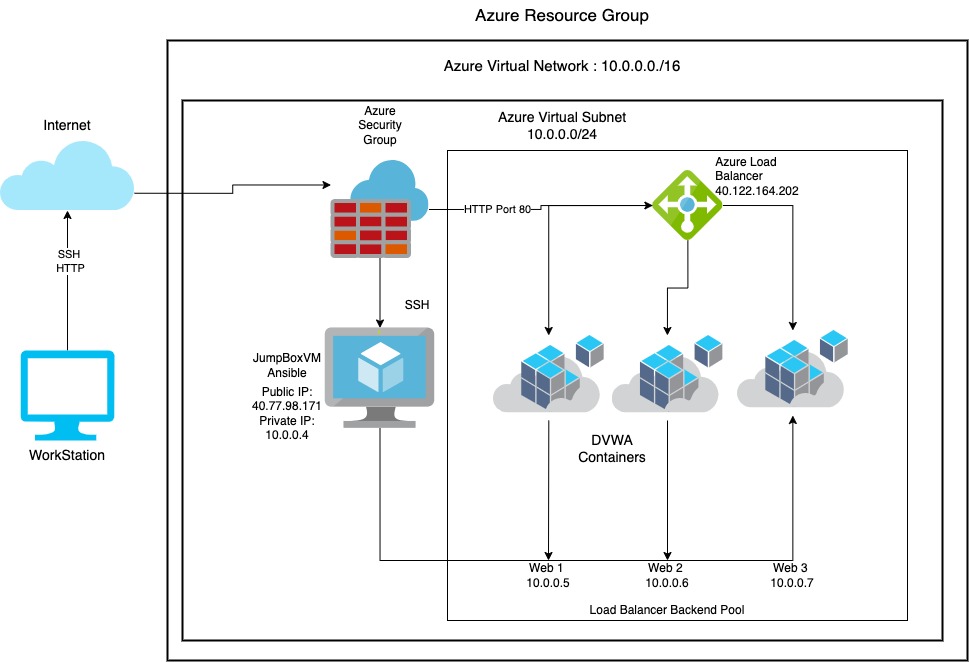 Azure Resource Group
Azure Virtual Network : 10.0.0.0./16
Azure
Security
Group
Azure Virtual Subnet
10.0.0.0/24
Internet
Azure Load
Balancer
40.122.164.202
HTTP Port 80
SSH
HTTP
SSH
JumpBoxVM
Ansible
Public IP:
40.77.98.171
Private IP:
10.0.0.4
WorkStation
DVWA
Containers
Web 1
10.0.0.5
Web 2
10.0.0.6
Web 3
10.0.0.7
Load Balancer Backend Pool